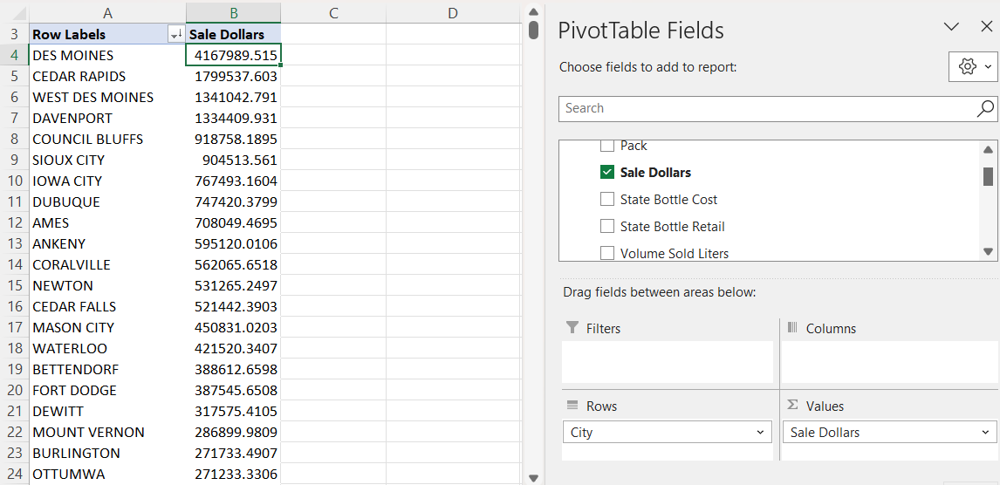 A B C D
3 Row Labels Sale Dollars
4 DES MOINES 4167989.515
5 CEDAR RAPIDS 1799537.603
6 WEST DES MOINES 1341042.791
7 DAVENPORT 1334409.931
8 COUNCIL BLUFFS 918758.1895
9 SIOUX CITY 904513.561
10 IOWA CITY 767493.1604
11 DUBUQUE 747420.3799
12 AMES 708049.4695
13 ANKENY 595120.0106
14 CORALVILLE 562065.6518
15 NEWTON 531265.2497
16 CEDAR FALLS 521442.3903
17 MASON CITY 450831.0203
18 WATERLOO 421520.3407
19 BETTENDORF 388612.6598
20 FORT DODGE 387545.6508
21 DEWITT 317575.4105
22 MOUNT VERNON 286899.9809
23 BURLINGTON 271733.4907
24 OTTUMWA 271233.3306
PivotTable Fields
Choose fields to add to report:
Search
Pack
Sale Dollars
State Bottle Cost
State Bottle Retail
Volume Sold Liters
Drag fields between areas below:
Filters
Columns
Rows
Σ Values
City
Sale Dollars